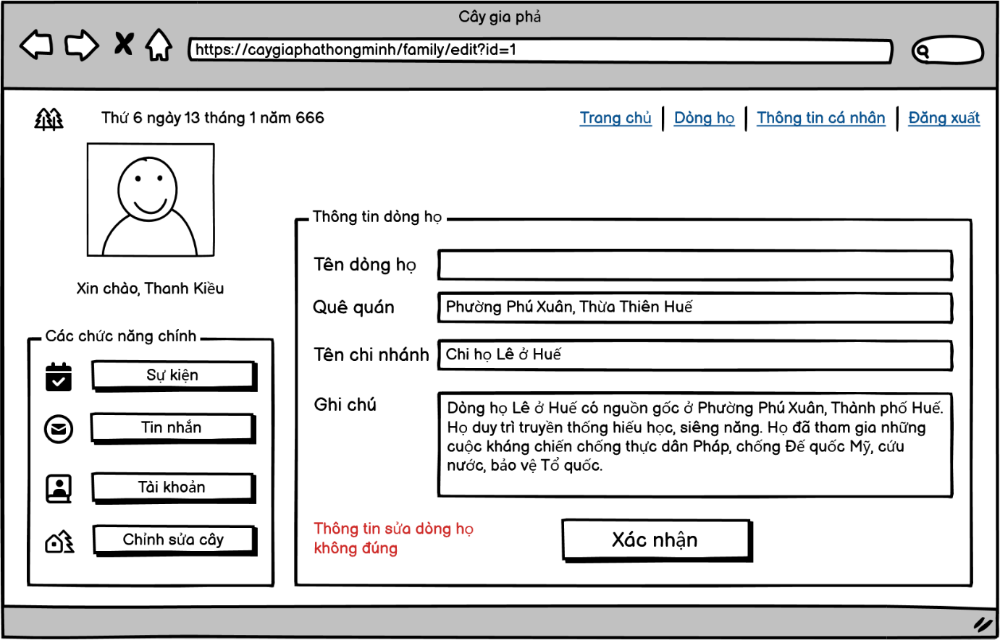 Cây gia phả
https://caygiaphathongminh/family/edit?id=1
Thứ 6 ngày 13 tháng 1 năm 666
Trang chủ | Dòng họ | Thông tin cá nhân | Đăng xuất
Xin chào, Thanh Kiều
Các chức năng chính
Sự kiện
Tin nhắn
Tài khoản
Chỉnh sửa cây
Thông tin dòng họ
Tên dòng họ
Quê quán Phường Phú Xuân, Thừa Thiên Huế
Tên chi nhánh Chi họ Lê ở Huế
Ghi chú
Dòng họ Lê ở Huế có nguồn gốc ở Phường Phú Xuân, Thành phố Huế.
Họ duy trì truyền thống hiếu học, siêng năng. Họ đã tham gia những
cuộc kháng chiến chống thực dân Pháp, chống Đế quốc Mỹ, cứu
nước, bảo vệ Tổ quốc.
Thông tin sửa dòng họ
không đúng
Xác nhận